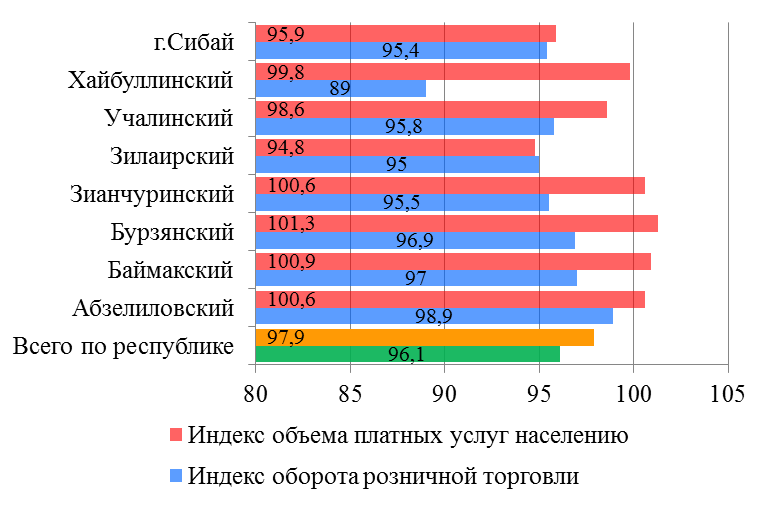 г.Сибай
95,9
95,4
Хайбуллинский
99,8
89
Учалинский
98,6
95,8
Зилаирский
94,8
95
Зианчуринский
100,6
95,5
Бурзянский
101,3
96,9
Баймакский
100,9
97
Абзелиловский
100,6
98,9
Всего по республике
97,9
96,1
80 85 90 95 100 105
Индекс объема платных услуг населению
Индекс оборота розничной торговли